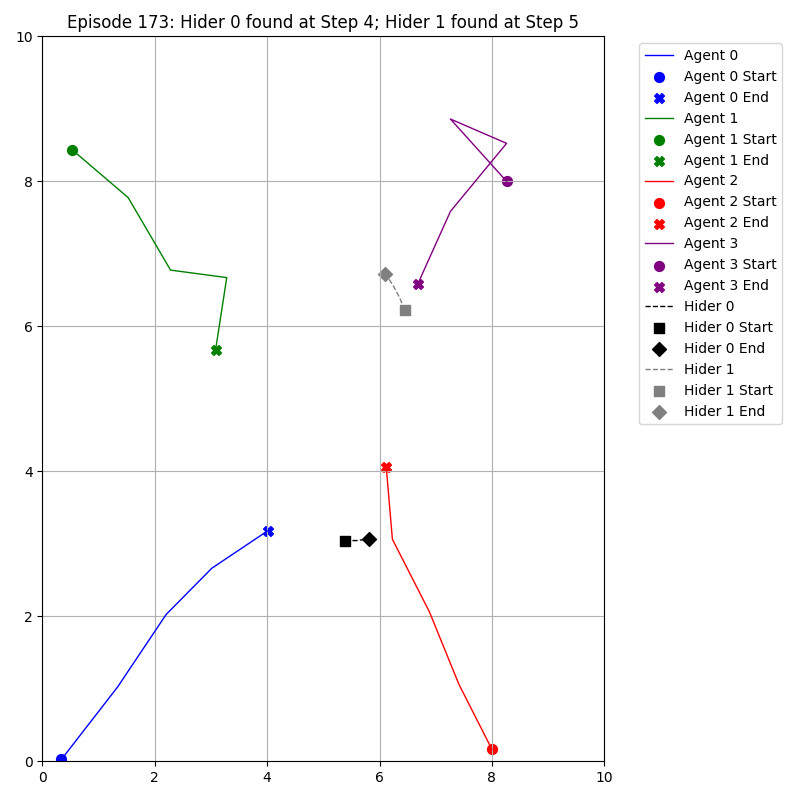 Episode 173: Hider 0 found at Step 4; Hider 1 found at Step 5
10
8
6
4
2
0
0 2 4 6 8 10
Agent 0
Agent 0 Start
Agent 0 End
Agent 1
Agent 1 Start
Agent 1 End
Agent 2
Agent 2 Start
Agent 2 End
Agent 3
Agent 3 Start
Agent 3 End
Hider 0
Hider 0 Start
Hider 0 End
Hider 1
Hider 1 Start
Hider 1 End